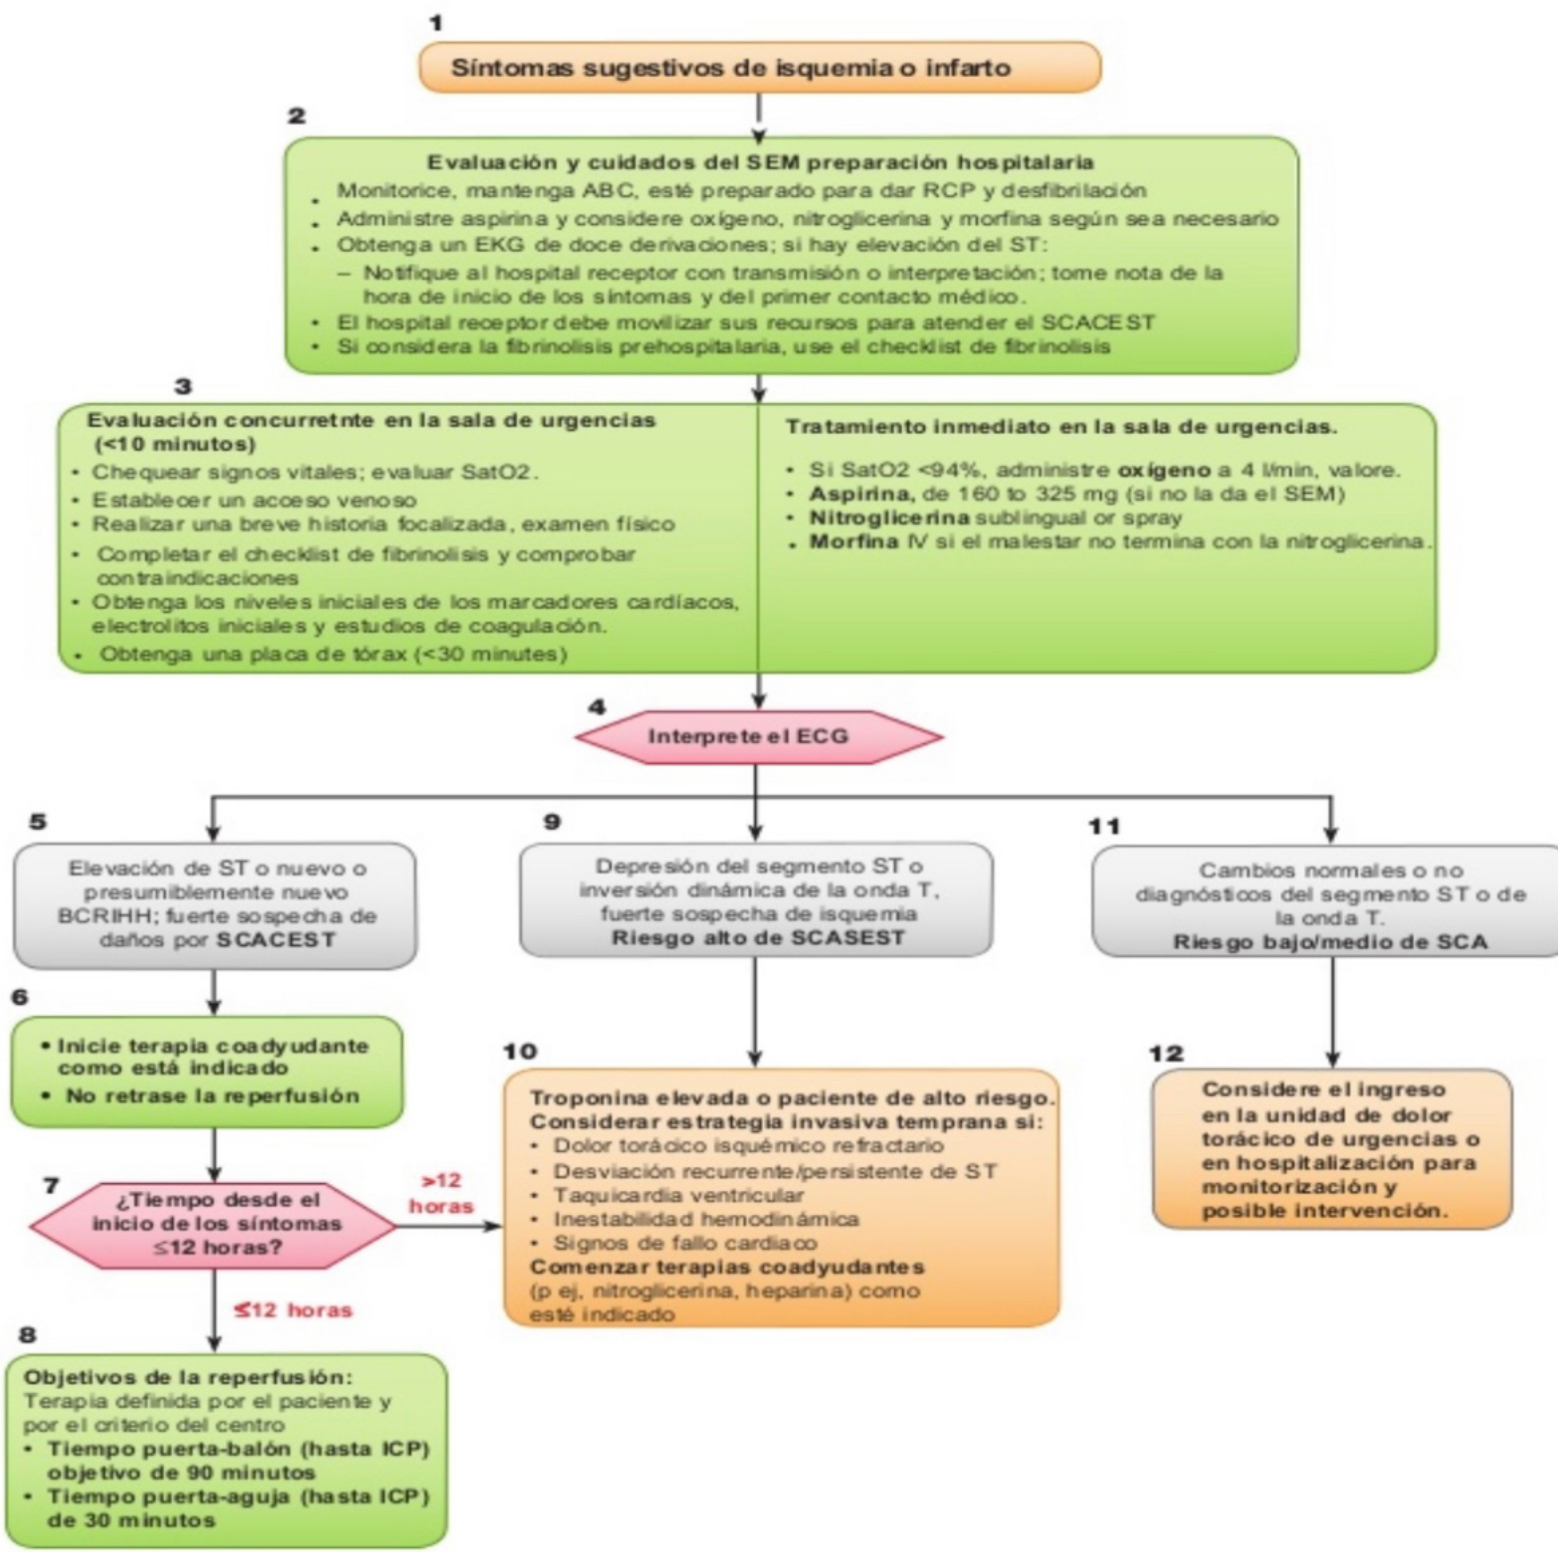 1
Síntomas sugestivos de isquemia o infarto
2
Evaluación y cuidados del SEM preparación hospitalaria
Monitorice, mantenga ABC, esté preparado para dar RCP y desfibrilación
• Administre aspirina y considere oxígeno, nitroglicerina y morfina según sea necesario
• Obtenga un EKG de doce derivaciones; si hay elevación del ST:
– Notifique al hospital receptor con transmisión o interpretación; tome nota de la
hora de inicio de los síntomas y del primer contacto médico.
• El hospital receptor debe movilizar sus recursos para atender el SCACEST
• Si considera la fibrinolisis prehospitalaria, use el checklist de fibrinolisis
3
Evaluación concurretnte en la sala de urgencias
(<10 minutos)
• Chequear signos vitales; evaluar SatO2.
• Establecer un acceso venoso
• Realizar una breve historia focalizada, examen físico
• Completar el checklist de fibrinolisis y comprobar
contraindicaciones
• Obtenga los niveles iniciales de los marcadores cardíacos,
electrolitos iniciales y estudios de coagulación.
• Obtenga una placa de tórax (<30 minutes)
Tratamiento inmediato en la sala de urgencias.
• Si SatO2 <94%, administre oxígeno a 4 l/min, valore.
• Aspirina, de 160 to 325 mg (si no la da el SEM)
• Nitroglicerina sublingual or spray
• Morfina IV si el malestar no termina con la nitroglicerina.
4
Interprete el ECG
5
Elevación de ST o nuevo o
presumiblemente nuevo
BCRIHH; fuerte sospecha de
daños por SCACEST
9
Depresión del segmento ST o
inversión dinámica de la onda T,
fuerte sospecha de isquemia
Riesgo alto de SCASEST
11
Cambios normales o no
diagnósticos del segmento ST o de
la onda T.
Riesgo bajo/medio de SCA
6
• Inicie terapia coadyudante
como está indicado
• No retrase la reperfusión
7
¿Tiempo desde el
inicio de los síntomas
≤12 horas?
>12
horas
≤12 horas
8
Objetivos de la reperfusión:
Terapia definida por el paciente y
por el criterio del centro
• Tiempo puerta-balón (hasta ICP)
objetivo de 90 minutos
• Tiempo puerta-aguja (hasta ICP)
de 30 minutos
10
Troponina elevada o paciente de alto riesgo.
Considerar estrategia invasiva temprana si:
• Dolor torácico isquémico refractario
• Desviación recurrente/persistente de ST
• Taquicardia ventricular
• Inestabilidad hemodinámica
• Signos de fallo cardiaco
Comenzar terapias coadyudantes
(p ej, nitroglicerina, heparina) como
esté indicado
12
Considere el ingreso
en la unidad de dolor
torácico de urgencias o
en hospitalización para
monitorización y
posible intervención.